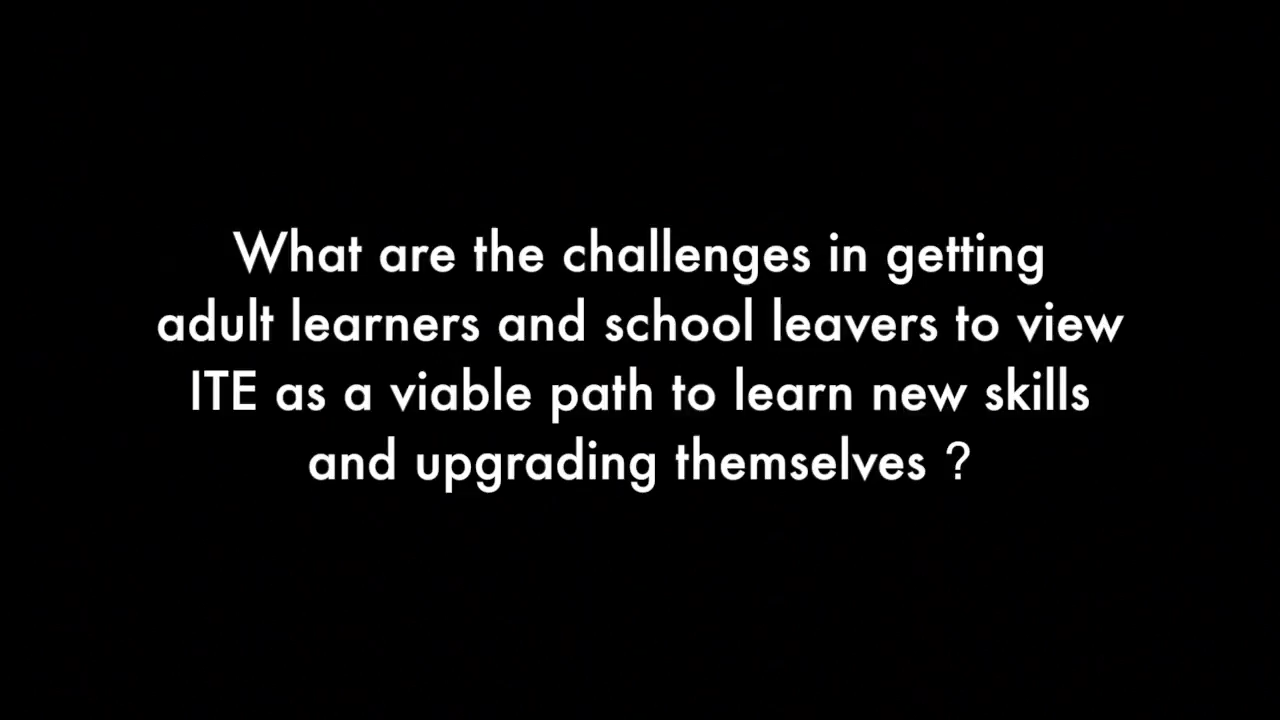 What are the challenges in getting
adult learners and school leavers to view
ITE as a viable path to learn new skills
and upgrading themselves ?